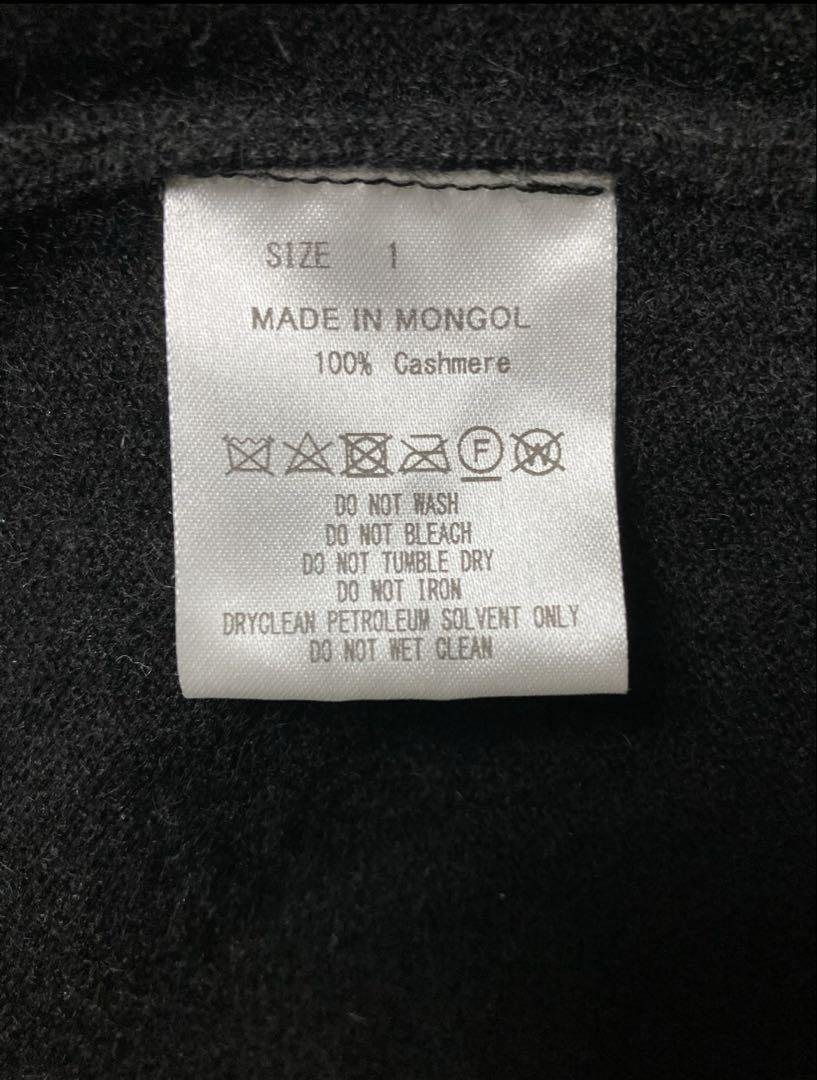 SIZE 1
MADE IN MONGOL
100% Cashmere
F W
DO NOT WASH
DO NOT BLEACH
DO NOT TUMBLE DRY
DO NOT IRON
DRYCLEAN PETROLEUM SOLVENT ONLY
DO NOT WET CLEAN